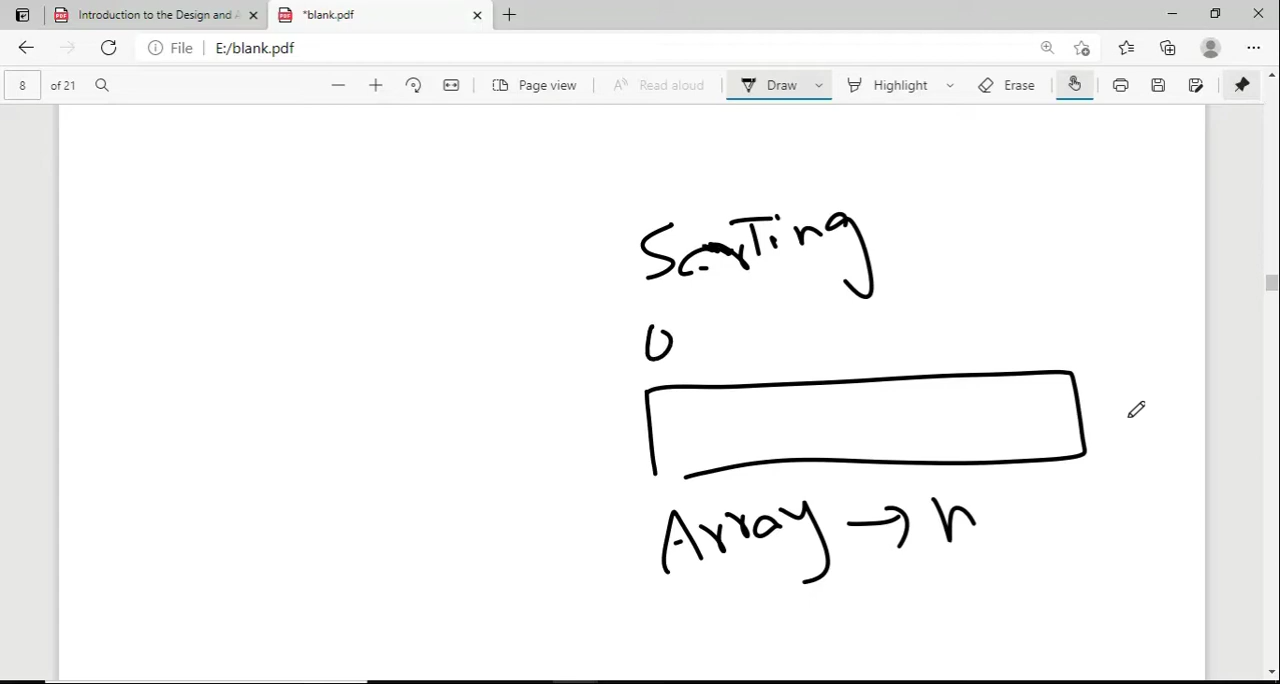 Introduction to the Design and A
*blank.pdf
File E:/blank.pdf
8 of 21 Page view Read aloud Draw Highlight Erase
Sorting
0
Array → n